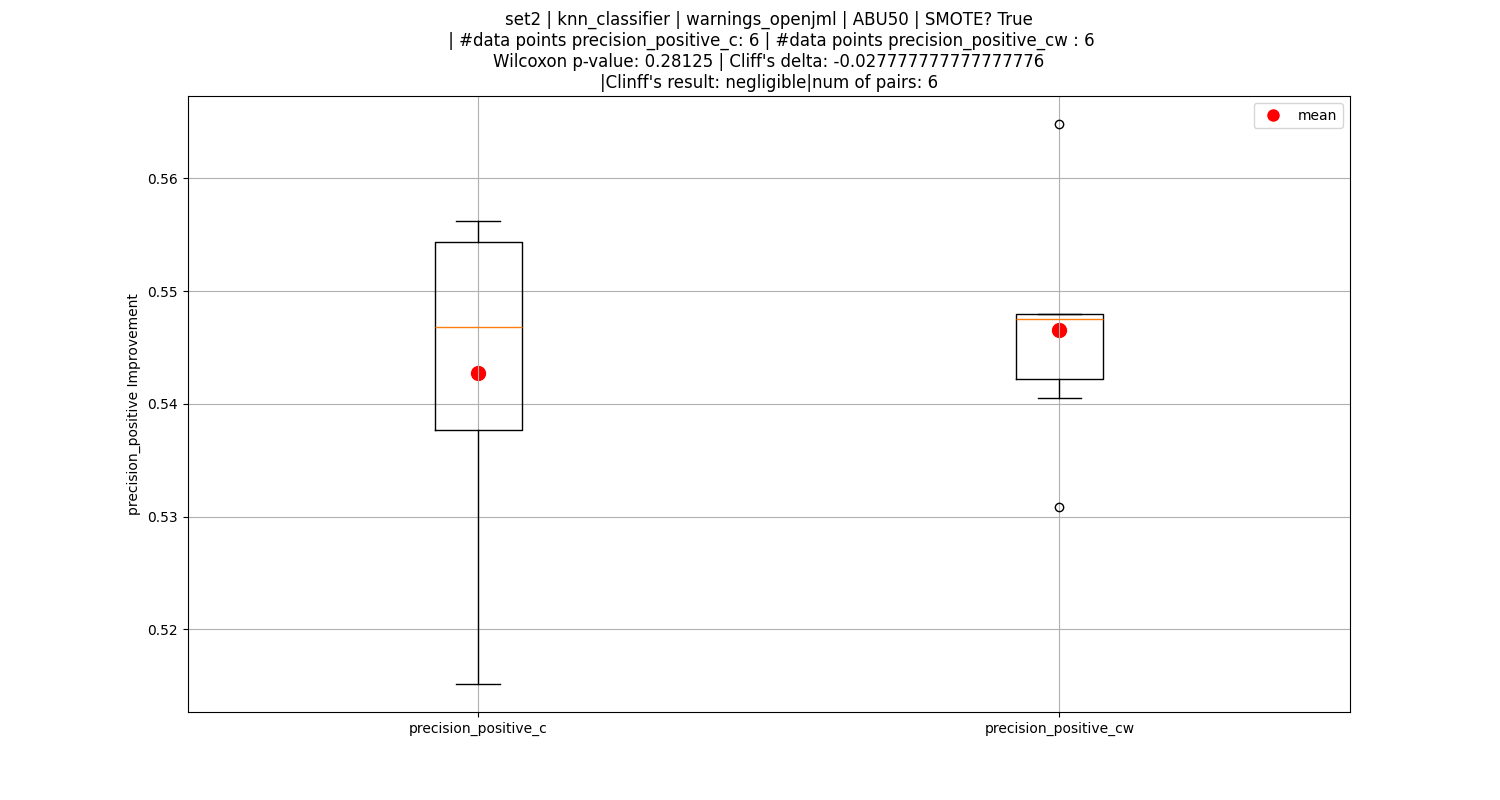 set2 | knn_classifier | warnings_openjml | ABU50 | SMOTE? True
| #data points precision_positive_c: 6 | #data points precision_positive_cw : 6
Wilcoxon p-value: 0.28125 | Cliff's delta: -0.027777777777777776
|Clinff's result: negligible|num of pairs: 6
mean
0.56
0.55
0.54
0.53
0.52
precision_positive Improvement
precision_positive_c
precision_positive_cw